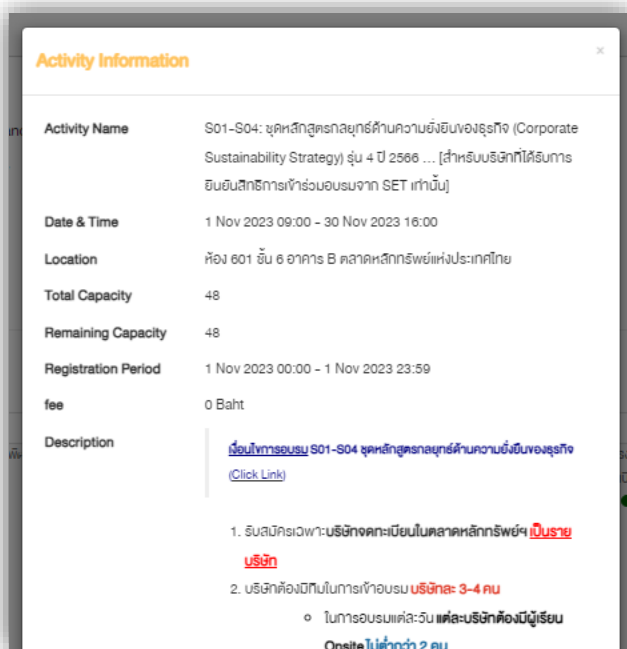 Activity Information
×
Activity Name
S01-S04: ชุดหลักสูตรกลยุทธ์ด้านความยั่งยืนของธุรกิจ (Corporate
Sustainability Strategy) รุ่น 4 ปี 2566 ... [สำหรับบริษัทที่ได้รับการ
ยืนยันสิทธิการเข้าร่วมอบรมจาก SET เท่านั้น]
Date & Time
1 Nov 2023 09:00 - 30 Nov 2023 16:00
Location
ห้อง 601 ชั้น 6 อาคาร B ตลาดหลักทรัพย์แห่งประเทศไทย
Total Capacity
48
Remaining Capacity
48
Registration Period
1 Nov 2023 00:00 - 1 Nov 2023 23:59
fee
0 Baht
Description
เงื่อนไขการอบรม S01-S04 ชุดหลักสูตรกลยุทธ์ด้านความยั่งยืนของธุรกิจ
(Click Link)
1. รับสมัครเฉพาะบริษัทจดทะเบียนในตลาดหลักทรัพย์ฯ เป็นราย
บริษัท
2. บริษัทต้องมีทีมในการเข้าอบรม บริษัทละ 3-4 คน
ในการอบรมแต่ละวัน แต่ละบริษัทต้องมีผู้เรียน
Onsite ไม่ต่ำกว่า 2 คน